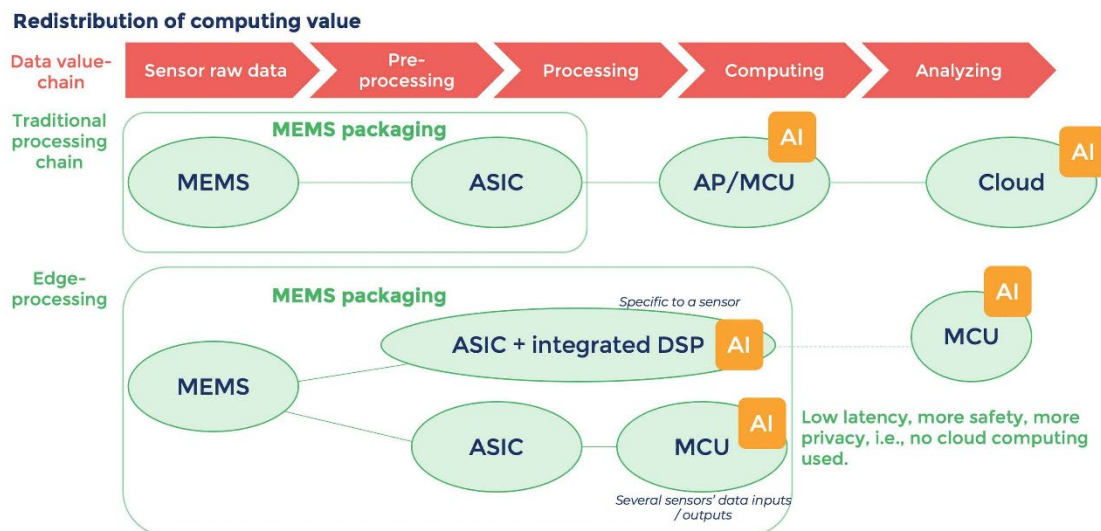 Redistribution of computing value
Data value-
chain
Sensor raw data
Pre-
processing
Processing
Computing
Analyzing
Traditional
processing
chain
MEMS packaging
MEMS
ASIC
AP/MCU
AI
Cloud
AI
Edge-
processing
MEMS packaging
Specific to a sensor
MEMS
ASIC + integrated DSP
AI
MCU
AI
ASIC
MCU
AI
Several sensors' data inputs
/ outputs
Low latency, more safety, more
privacy, i.e., no cloud computing
used.